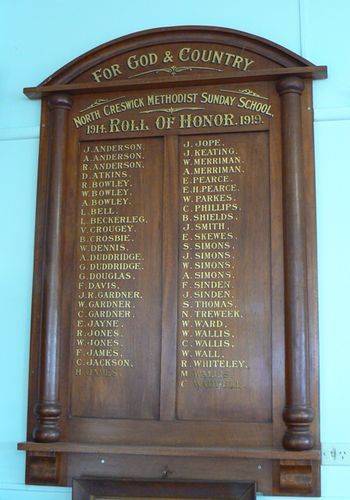 FOR GOD & COUNTRY
NORTH CRESWICK METHODIST SUNDAY SCHOOL
1914. ROLL OF HONOR. 1919.
J. ANDERSON.
A. ANDERSON.
R. ANDERSON.
D. ATKINS.
R. BOWLEY.
W. BOWLEY.
A. BOWLEY.
L. BELL.
L. BECKERLEG.
V. CROUGEY.
B. CROSBIE.
W. DENNIS.
A. DUDDRIDGE.
G. DUDDRIDGE.
G. DOUGLAS.
F. DAVIS.
J.R. GARDNER.
W. GARDNER.
C. GARDNER.
E. JAYNE.
R. JONES.
W. JONES.
F. JAMES.
C. JACKSON.
H. JAMES.
J. JOPE.
J. KEATING.
W. MERRIMAN.
A. MERRIMAN.
E. PEARCE.
E.H. PEARCE.
W. PARKES.
C. PHILLIPS.
B. SHIELDS.
J. SMITH.
E. SKEWES.
S. SIMONS.
J. SIMONS.
W. SIMONS.
A. SIMONS.
F. SINDEN.
J. SINDEN.
S. THOMAS.
N. TREWEEK.
W. WARD.
W. WALLIS.
C. WALLIS.
W. WALL.
R. WHITELEY.
M.
C.